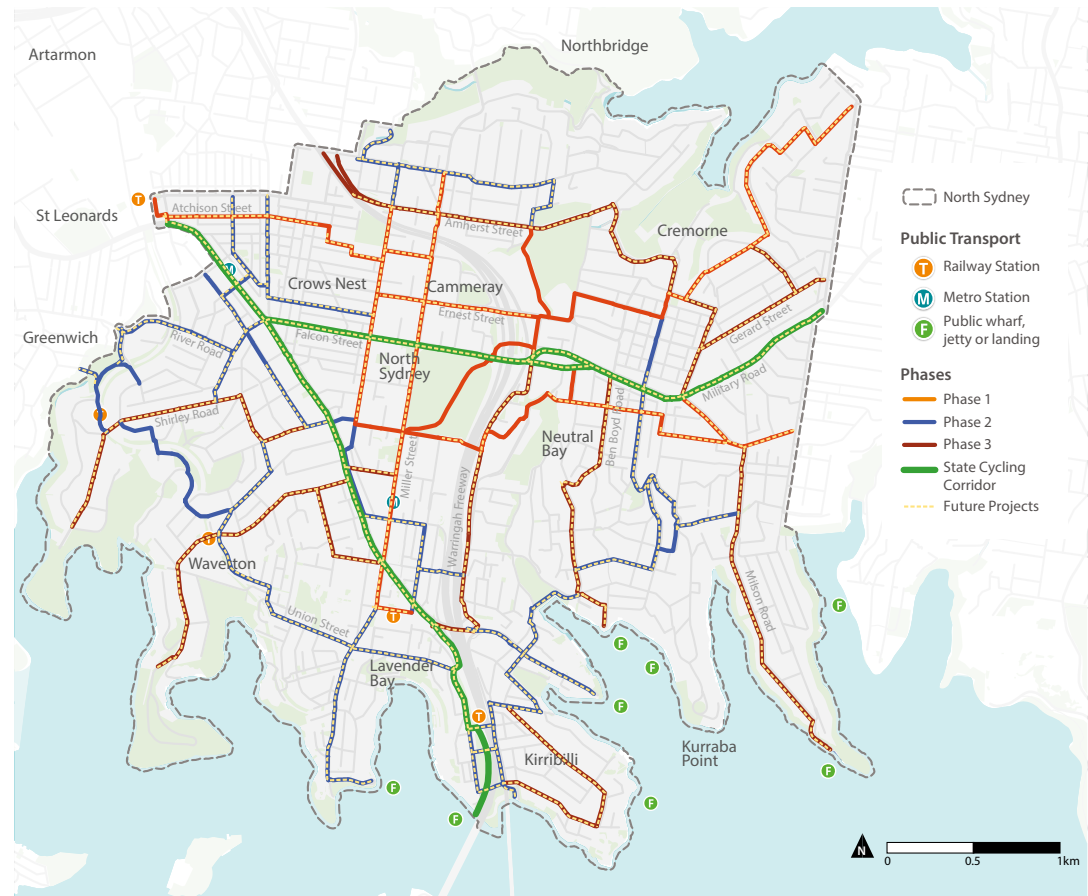 Artarmon
Northbridge
St Leonards
T
Atchison Street
Amherst Street
Cremorne
M
Crows Nest
Cammeray
Ernest Street
Greenwich
River Road
Falcon Street
North
Sydney
Gerard Street
Military Road
T
Shirley Road
Neutral
Bay
Ben Boyd Road
Miller Street
M
Warringah Freeway
T
Waverton
Union Street
T
Milson Road
Lavender
Bay
T
Kirribilli
Kurraba
Point
F
F
F
F
F
F
F
F
North Sydney
Public Transport
T Railway Station
M Metro Station
F Public wharf,
jetty or landing
Phases
Phase 1
Phase 2
Phase 3
State Cycling
Corridor
Future Projects
N
0 0.5 1km